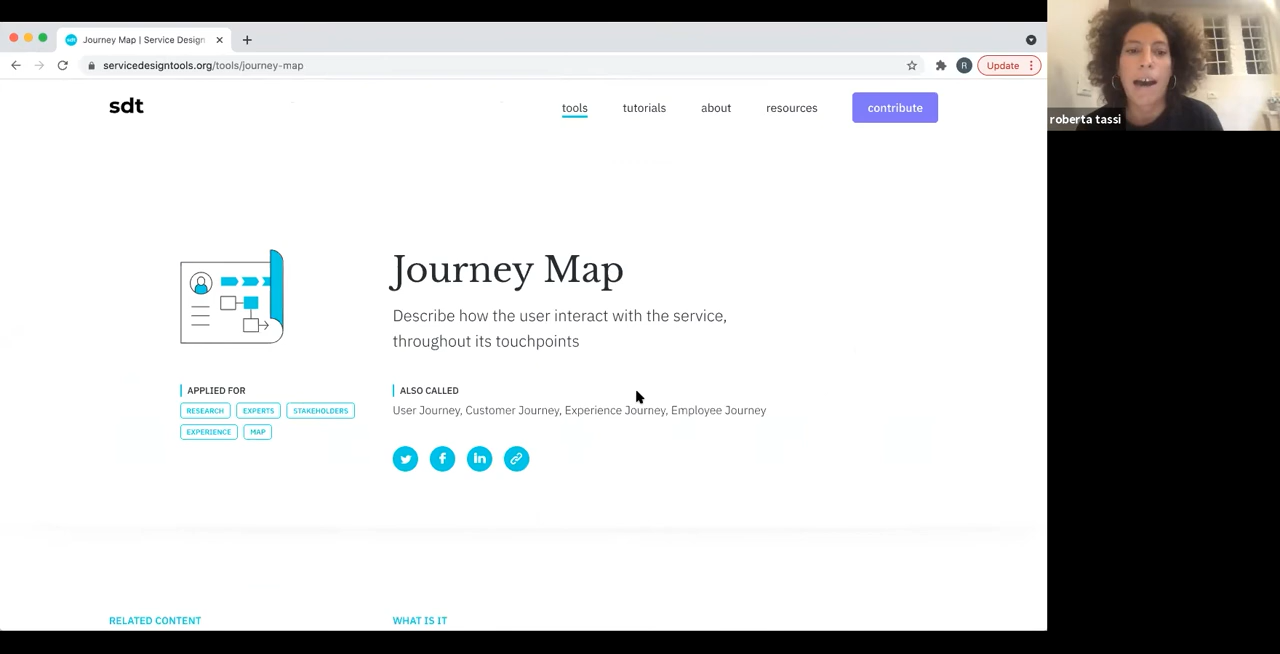 Journey Map | Service Design
servicedesigntools.org/tools/journey-map
R
Update
roberta tassi
sdt
tools
tutorials
about
resources
contribute
Journey Map
Describe how the user interact with the service,
throughout its touchpoints
APPLIED FOR
RESEARCH
EXPERTS
STAKEHOLDERS
EXPERIENCE
MAP
ALSO CALLED
User Journey, Customer Journey, Experience Journey, Employee Journey
RELATED CONTENT
WHAT IS IT